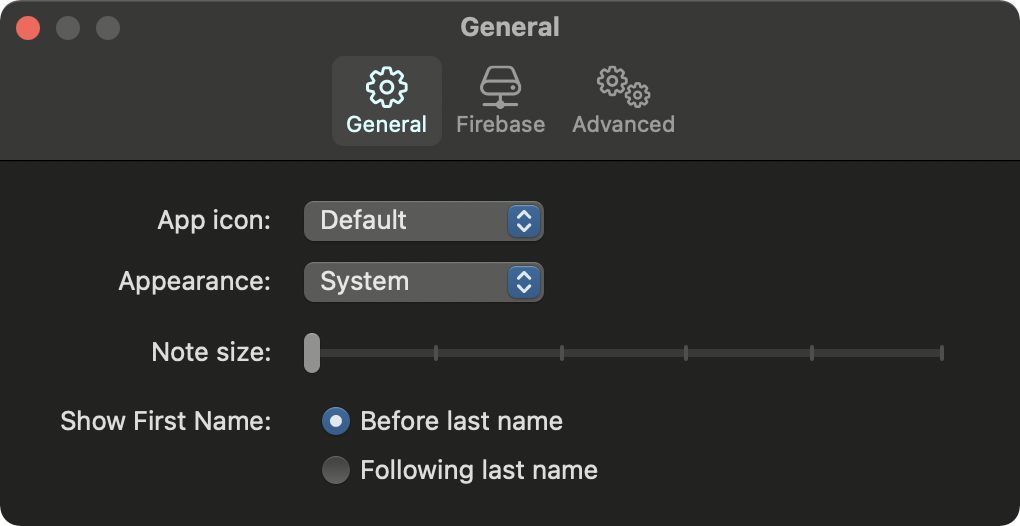 General
General Firebase Advanced
App icon: Default
Appearance: System
Note size:
Show First Name: Before last name
Following last name